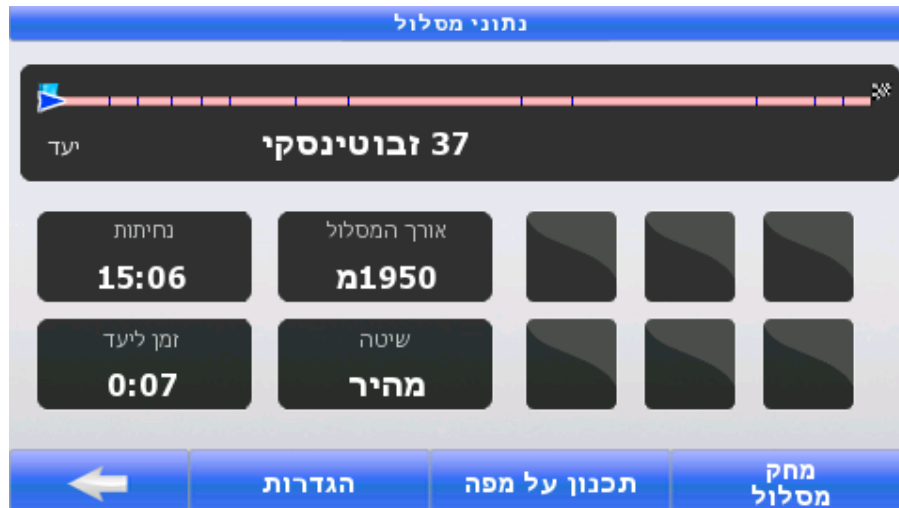 נתוני מסלול
זבוטינסקי 37
יעד
אורך המסלול
1950מ
נחיתות
15:06
שיטה
מהיר
זמן ליעד
0:07
מחק
מסלול
תכנון על מפה
הגדרות